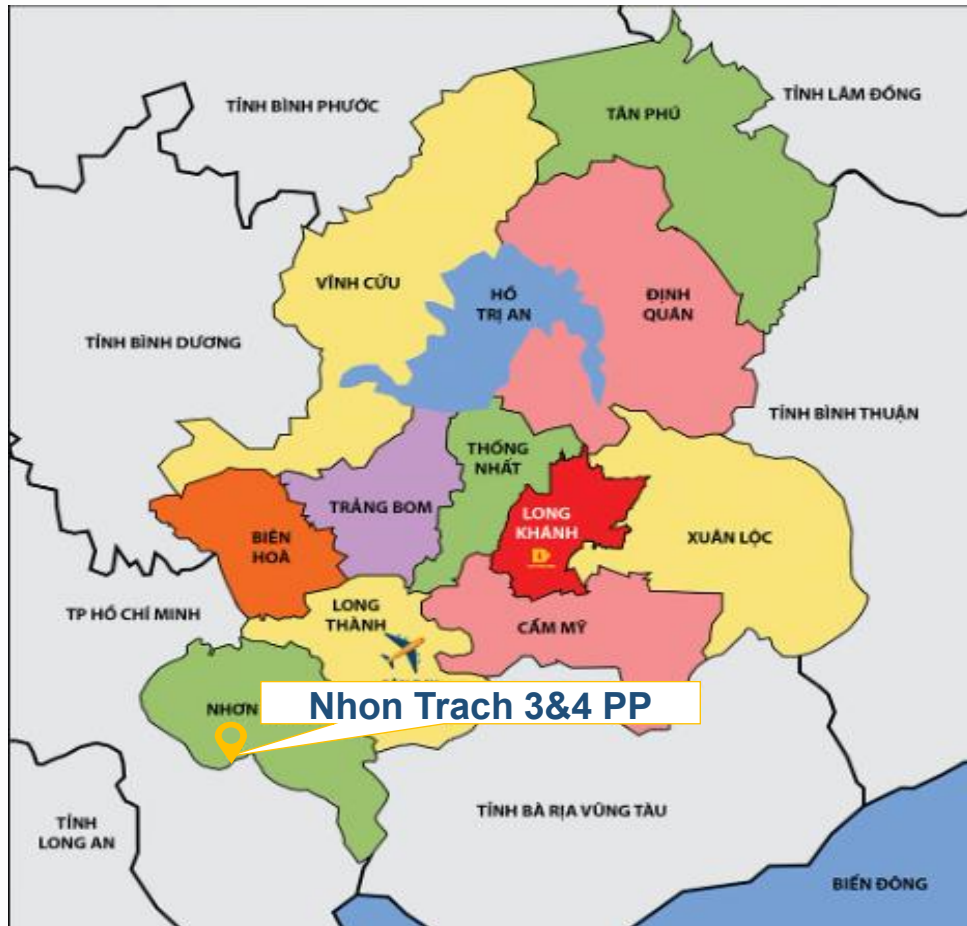 TỈNH BÌNH PHƯỚC
TỈNH LÂM ĐỒNG
TÂN PHÚ
VĨNH CỬU
HỒ
TRỊ AN
ĐỊNH
QUÁN
TỈNH BÌNH DƯƠNG
TỈNH BÌNH THUẬN
THỐNG
NHẤT
TRẢNG BOM
LONG
KHÁNH
XUÂN LỘC
BIÊN
HOÀ
LONG
THÀNH
TP HỒ CHÍ MINH
CẨM MỸ
NHƠN
Nhon Trach 3&4 PP
TỈNH
LONG AN
TỈNH BÀ RỊA VŨNG TÀU
BIỂN ĐÔNG